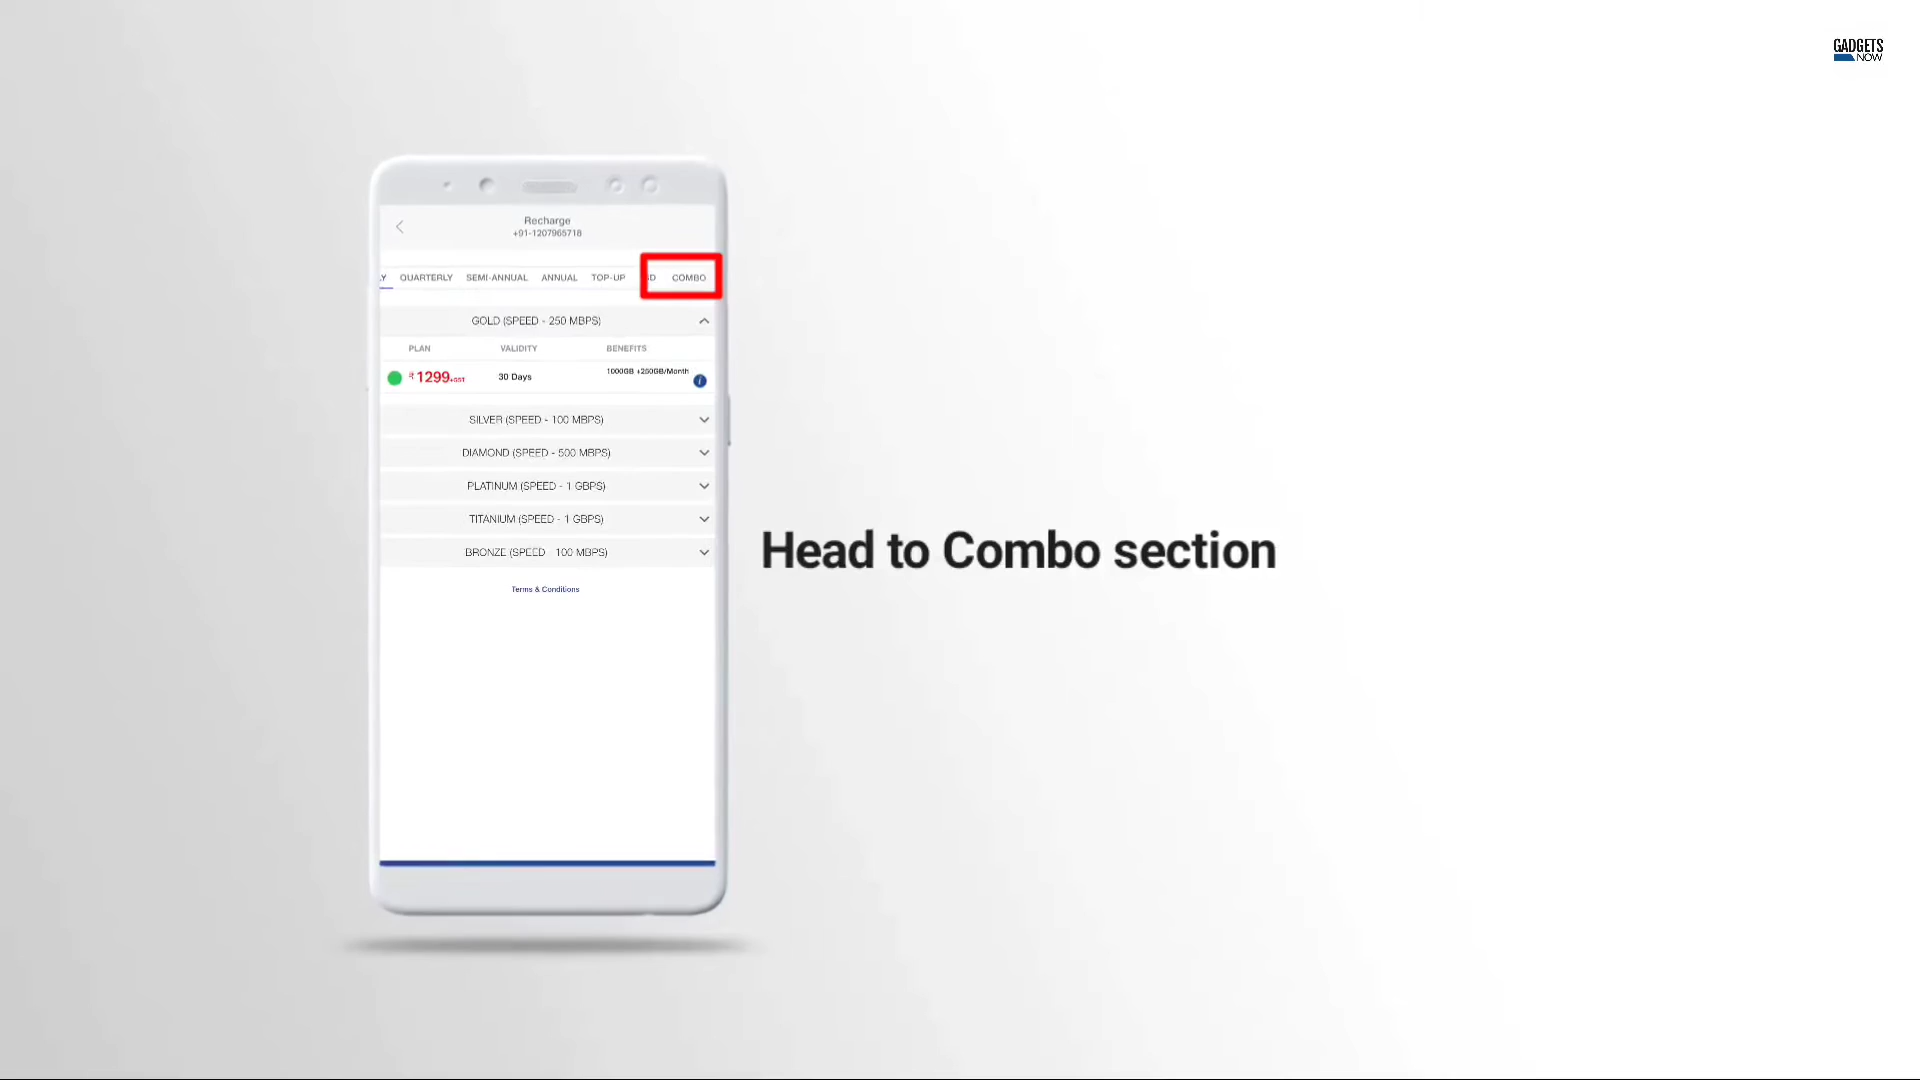 GADGETS
NOW
Recharge
+91-1207965718
QUARTERLY SEMI-ANNUAL ANNUAL TOP-UP COMBO
GOLD (SPEED - 250 MBPS)
PLAN VALIDITY BENEFITS
₹1299+GST 30 Days 1000GB +250GB/Month i
SILVER (SPEED - 100 MBPS)
DIAMOND (SPEED - 500 MBPS)
PLATINUM (SPEED - 1 GBPS)
TITANIUM (SPEED - 1 GBPS)
BRONZE (SPEED - 100 MBPS)
Head to Combo section
Terms & Conditions